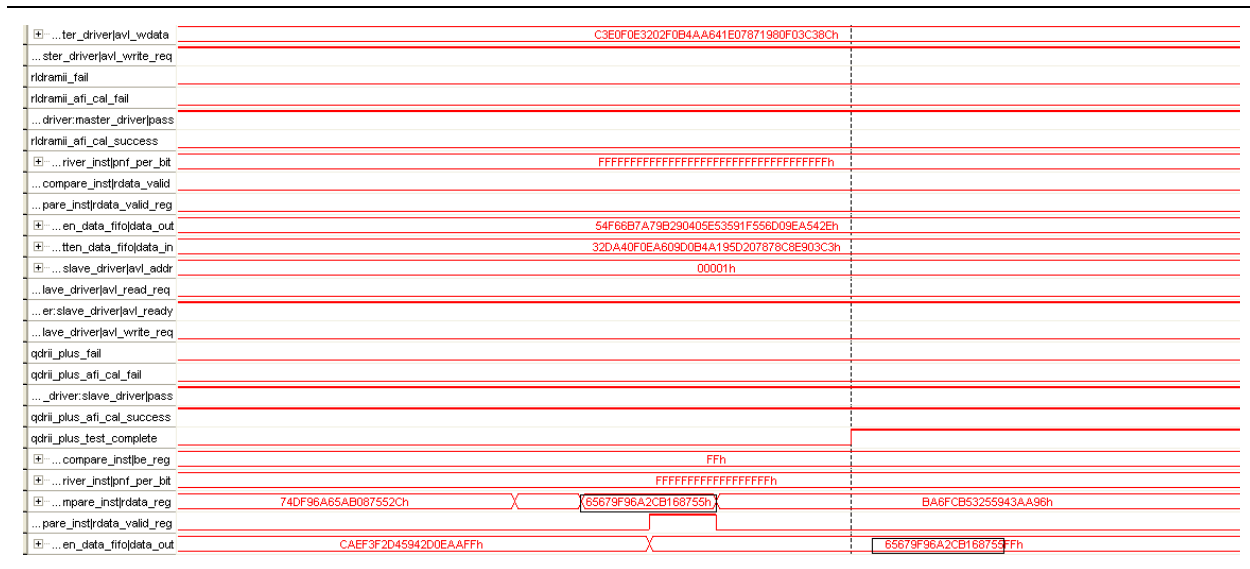 ...ter_driver|avl_wdata C3E0F0E3202F0B4AA641E07871980F03C38Ch
...ster_driver|avl_write_req
rldramii_fail
rldramii_afi_cal_fail
...driver:master_driver|pass
rldramii_afi_cal_success
...river_inst|pnf_per_bit FFFFFFFFFFFFFFFFFFFFFFFFFFFFFFFFFFFFh
...compare_inst|rdata_valid
...pare_inst|rdata_valid_reg
...en_data_fifo|data_out 54F66B7A79B290405E53591F556D09EA542Eh
...tten_data_fifo|data_in 32DA40F0EA609D0B4A195D207878C8E903C3h
...slave_driver|avl_addr 00001h
...lave_driver|avl_read_req
...er:slave_driver|avl_ready
...lave_driver|avl_write_req
qdrii_plus_fail
qdrii_plus_afi_cal_fail
..._driver:slave_driver|pass
qdrii_plus_afi_cal_success
qdrii_plus_test_complete
...compare_inst|be_reg FFh
...river_inst|pnf_per_bit FFFFFFFFFFFFFFFFFFh
...mpare_inst|rdata_reg 74DF96A65AB087552Ch 65679F96A2CB168755h BA6FCB53255943AA96h
...pare_inst|rdata_valid_reg
...en_data_fifo|data_out CAEF3F2D45942D0EAAFFh 65679F96A2CB168755FFh